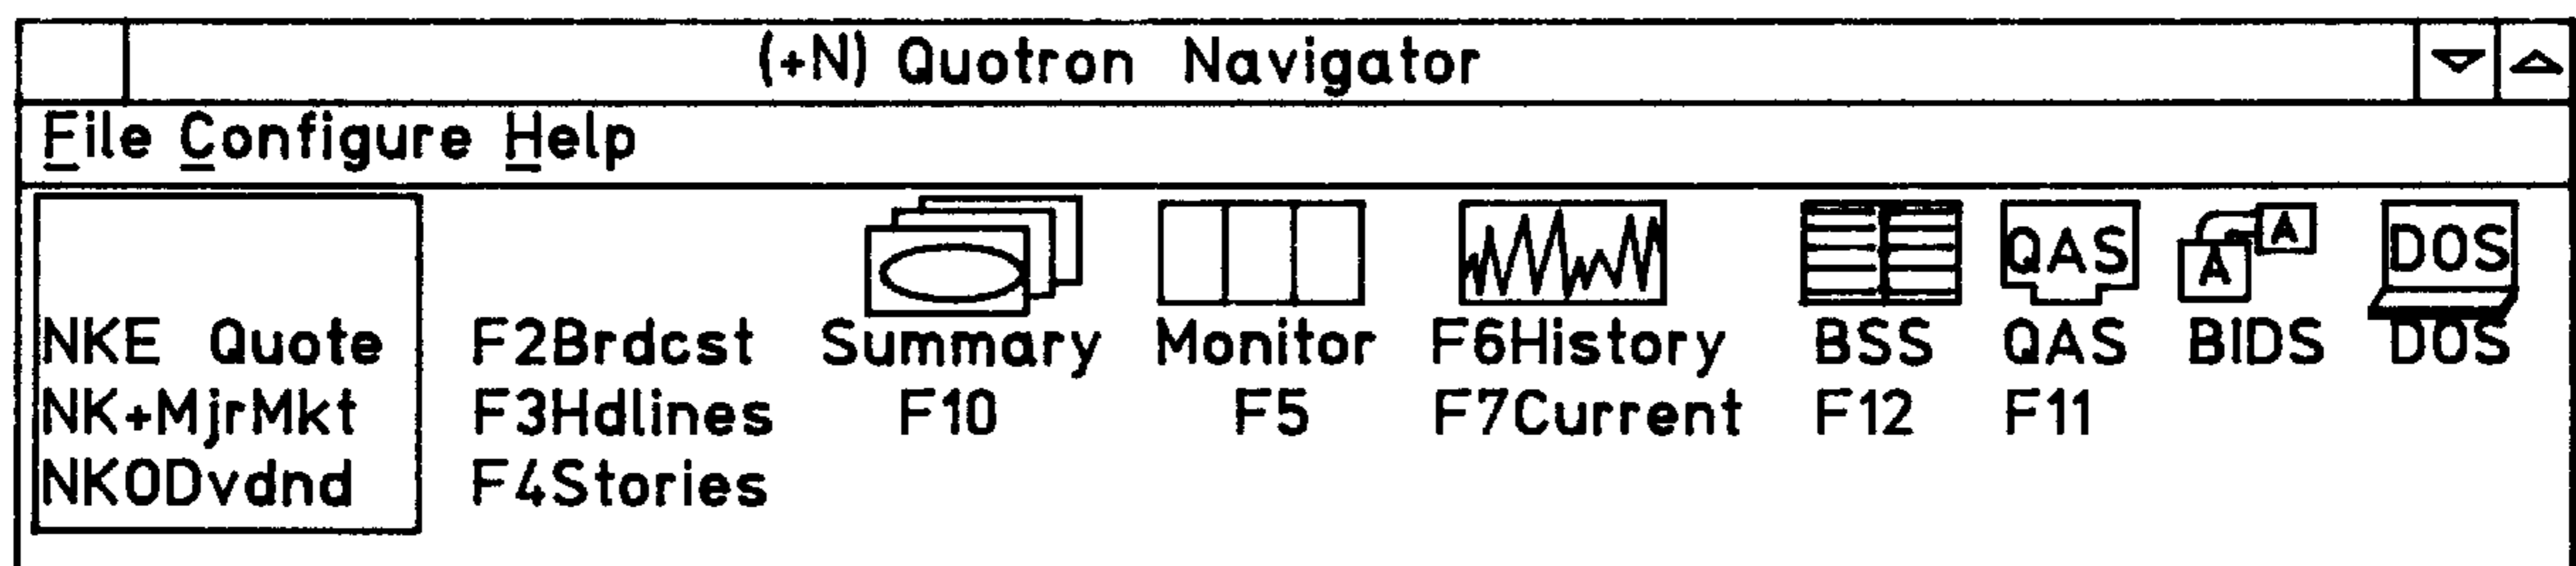 (+N) Quotron Navigator
File Configure Help
QAS A A DOS
NKE Quote F2Brdcst Summary Monitor F6History BSS QAS BIDS DOS
NK+MjrMkt F3Hdlines F10 F5 F7Current F12 F11
NKODvdnd F4Stories